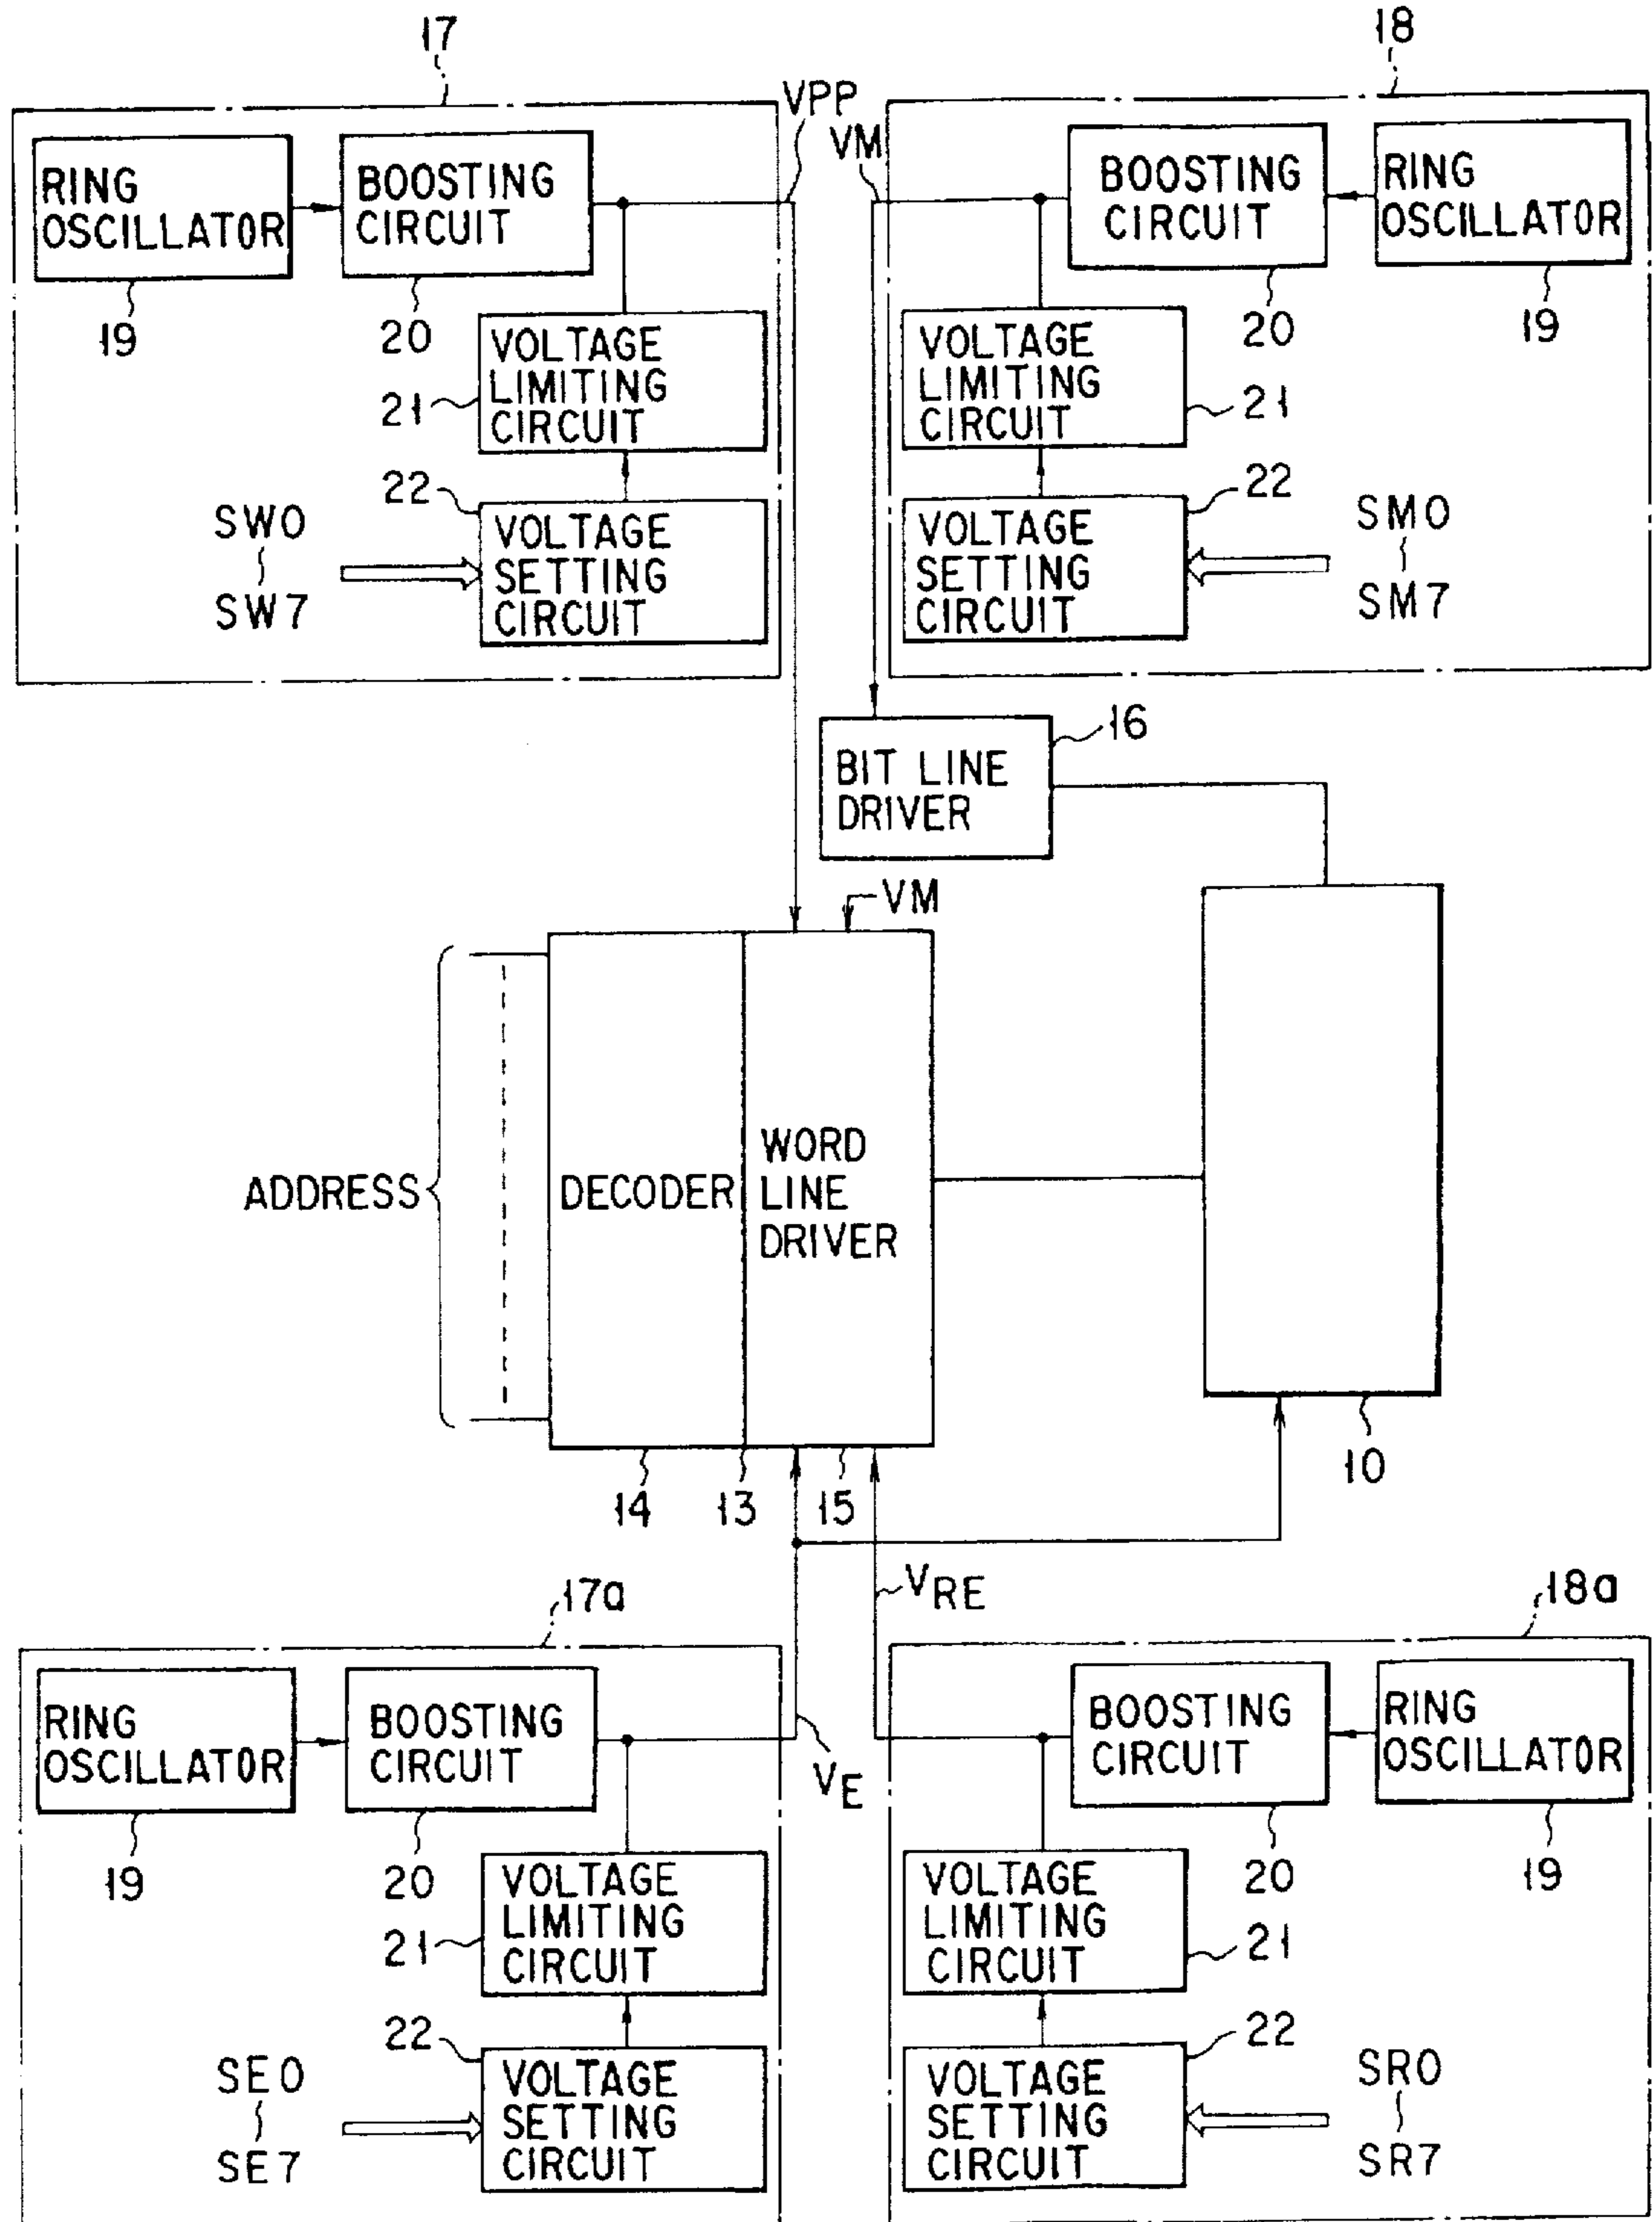 17
18
VPP
VM
RING
OSCILLATOR
BOOSTING
CIRCUIT
BOOSTING
CIRCUIT
RING
OSCILLATOR
19
20
20
19
VOLTAGE
LIMITING
CIRCUIT
21
VOLTAGE
LIMITING
CIRCUIT
21
22
VOLTAGE
SETTING
CIRCUIT
SW0
SW7
VOLTAGE
SETTING
CIRCUIT
22
SM0
SM7
16
BIT LINE
DRIVER
VM
ADDRESS
DECODER
WORD
LINE
DRIVER
14
13
15
10
17a
VRE
18a
RING
OSCILLATOR
BOOSTING
CIRCUIT
VE
BOOSTING
CIRCUIT
RING
OSCILLATOR
19
20
20
19
VOLTAGE
LIMITING
CIRCUIT
21
VOLTAGE
LIMITING
CIRCUIT
21
22
VOLTAGE
SETTING
CIRCUIT
SE0
SE7
VOLTAGE
SETTING
CIRCUIT
22
SR0
SR7